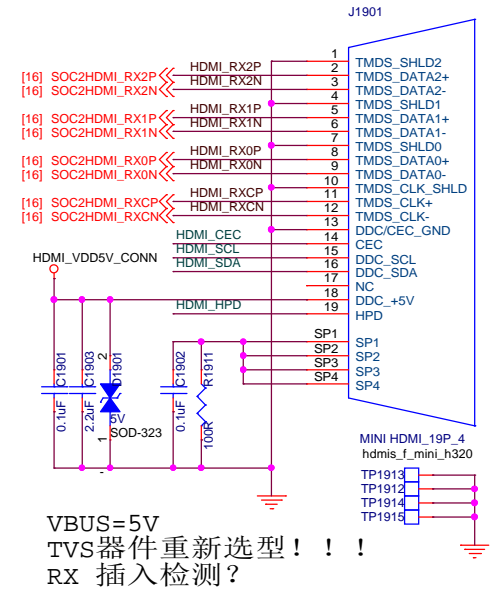 J1901
HDMI_RX2P 1 TMDS_SHLD2
[16] SOC2HDMI_RX2P HDMI_RX2N 2 TMDS_DATA2+
[16] SOC2HDMI_RX2N 3 TMDS_DATA2-
HDMI_RX1P 4 TMDS_SHLD1
[16] SOC2HDMI_RX1P HDMI_RX1N 5 TMDS_DATA1+
[16] SOC2HDMI_RX1N 6 TMDS_DATA1-
HDMI_RX0P 7 TMDS_SHLD0
[16] SOC2HDMI_RX0P HDMI_RX0N 8 TMDS_DATA0+
[16] SOC2HDMI_RX0N 9 TMDS_DATA0-
HDMI_RXCP 10 TMDS_CLK_SHLD
[16] SOC2HDMI_RXCP HDMI_RXCN 11 TMDS_CLK+
[16] SOC2HDMI_RXCN 12 TMDS_CLK-
13 DDC/CEC_GND
HDMI_CEC 14 CEC
HDMI_SCL 15 DDC_SCL
HDMI_VDD5V_CONN HDMI_SDA 16 DDC_SDA
17 NC
18 DDC_+5V
HDMI_HPD 19 HPD
SP1 SP1
SP2 SP2
SP3 SP3
SP4 SP4
C1901 0.1uF
C1903 2.2uF
D1901 2 1 5V
SOD-323
C1902 0.1uF
R1911 100R
MINI HDMI_19P_4
hdmis_f_mini_h320
TP1913
TP1912
TP1914
TP1915
VBUS=5V
TVS器件重新选型！！！
RX 插入检测？